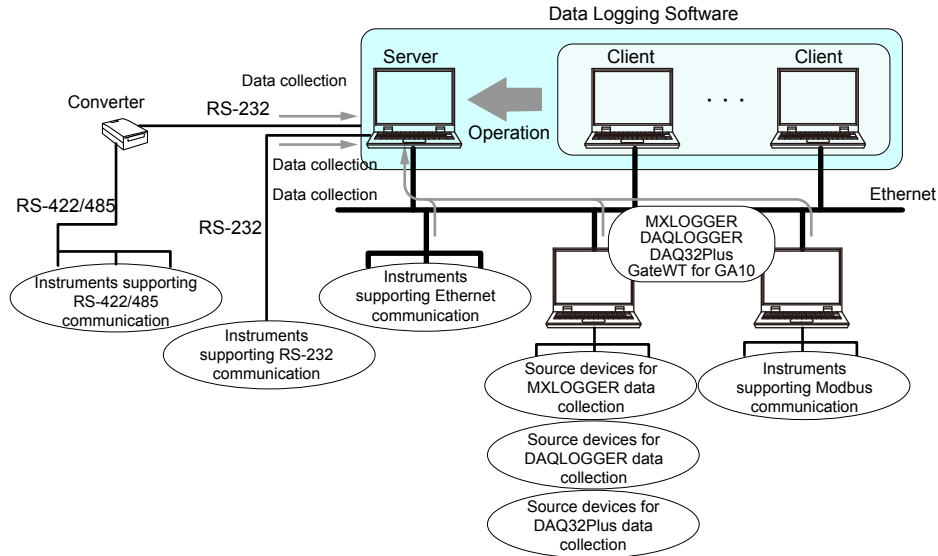 Data Logging Software
Server
Client
Client
Data collection
Converter
RS-232
. . .
Operation
Data collection
Data collection
Ethernet
RS-422/485
RS-232
MXLOGGER
DAQLOGGER
DAQ32Plus
GateWT for GA10
Instruments supporting
RS-422/485
communication
Instruments
supporting Ethernet
communication
Instruments
supporting RS-232
communication
Source devices for
MXLOGGER data
collection
Instruments
supporting Modbus
communication
Source devices for
DAQLOGGER data
collection
Source devices for
DAQ32Plus data
collection